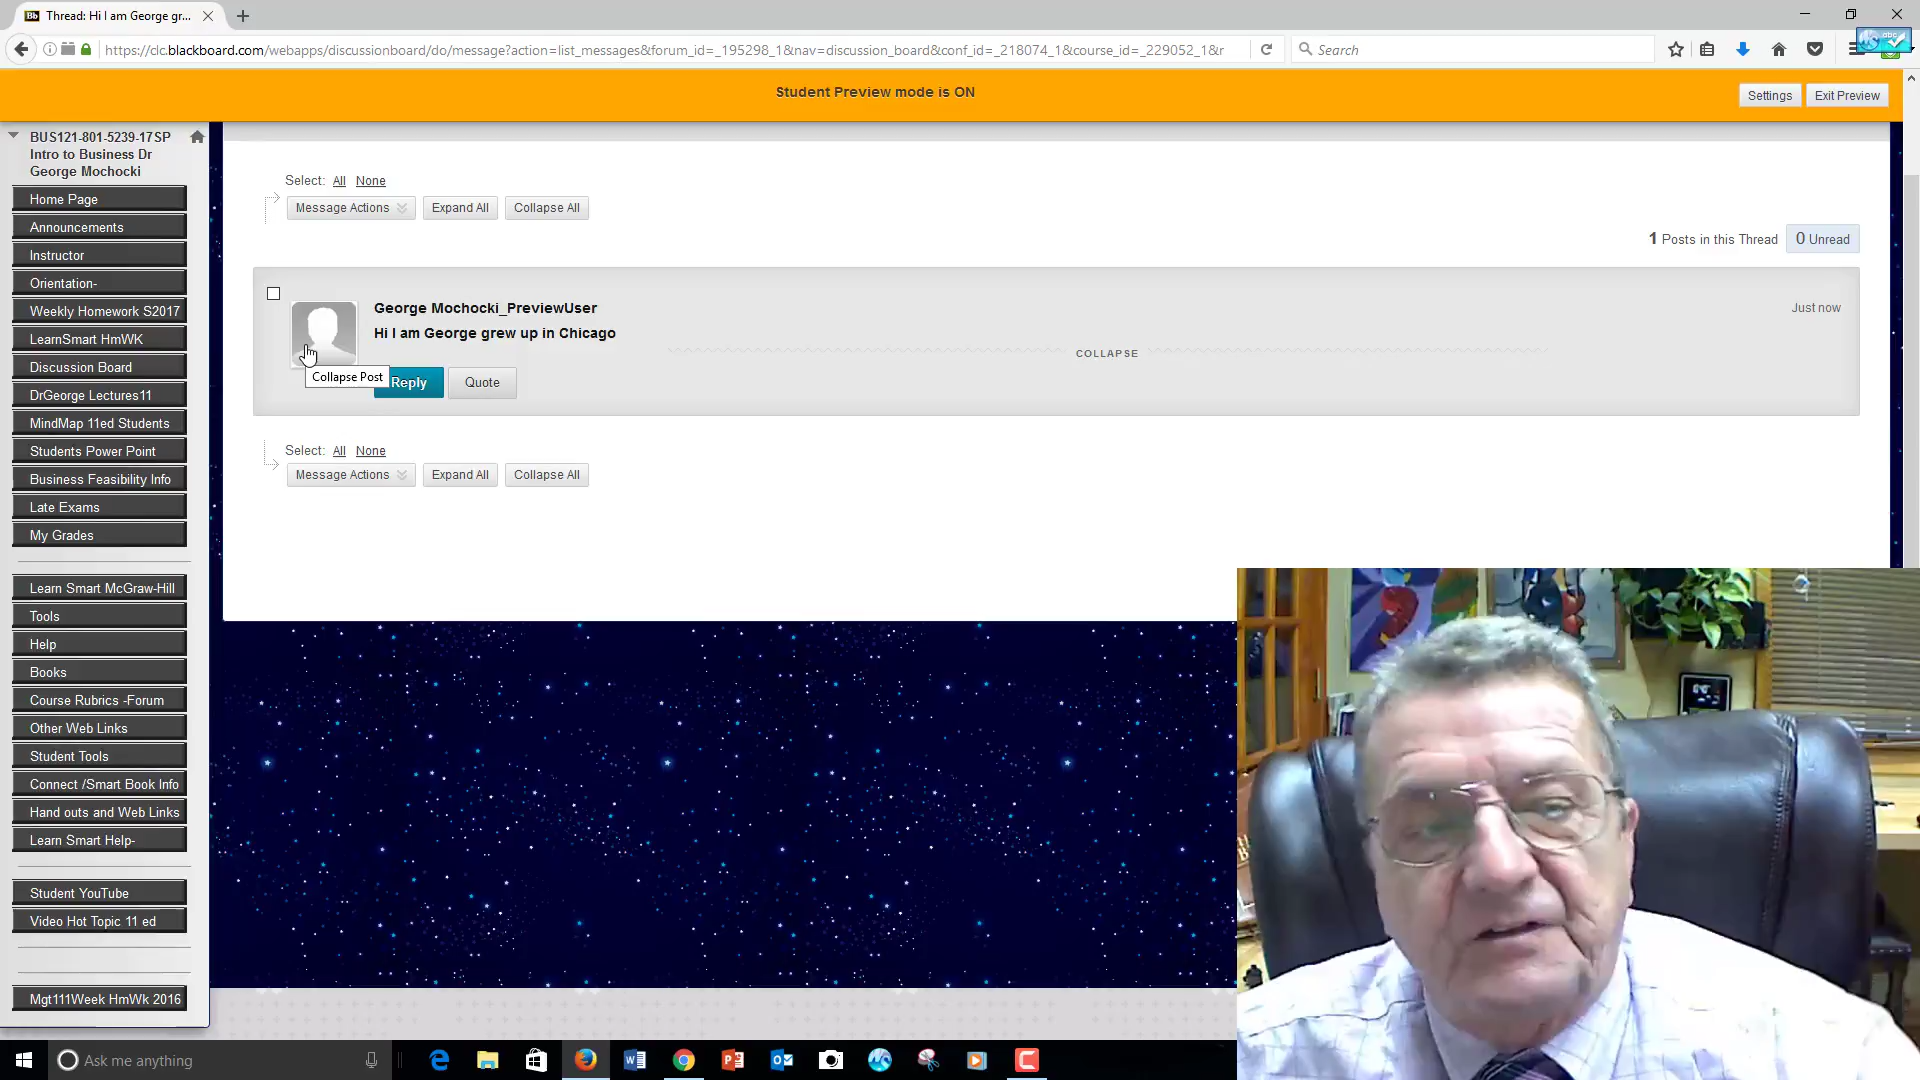 Thread: Hi I am George gr...
https://clc.blackboard.com/webapps/discussionboard/do/message?action=list_messages&forum_id=_195298_1&nav=discussion_board&conf_id=_218074_1&course_id=_229052_1&r
Search
abc
Student Preview mode is ON
Settings
Exit Preview
BUS121-801-5239-17SP
Intro to Business Dr
George Mochocki
Home Page
Announcements
Instructor
Orientation-
Weekly Homework S2017
LearnSmart HmWK
Discussion Board
DrGeorge Lectures11
MindMap 11ed Students
Students Power Point
Business Feasibility Info
Late Exams
My Grades
Learn Smart McGraw-Hill
Tools
Help
Books
Course Rubrics -Forum
Other Web Links
Student Tools
Connect /Smart Book Info
Hand outs and Web Links
Learn Smart Help-
Student YouTube
Video Hot Topic 11 ed
Mgt111Week HmWk 2016
Select: All None
Message Actions
Expand All
Collapse All
1 Posts in this Thread
0 Unread
George Mochocki_PreviewUser
Just now
Hi I am George grew up in Chicago
COLLAPSE
Collapse Post
Reply
Quote
Select: All None
Message Actions
Expand All
Collapse All
Ask me anything